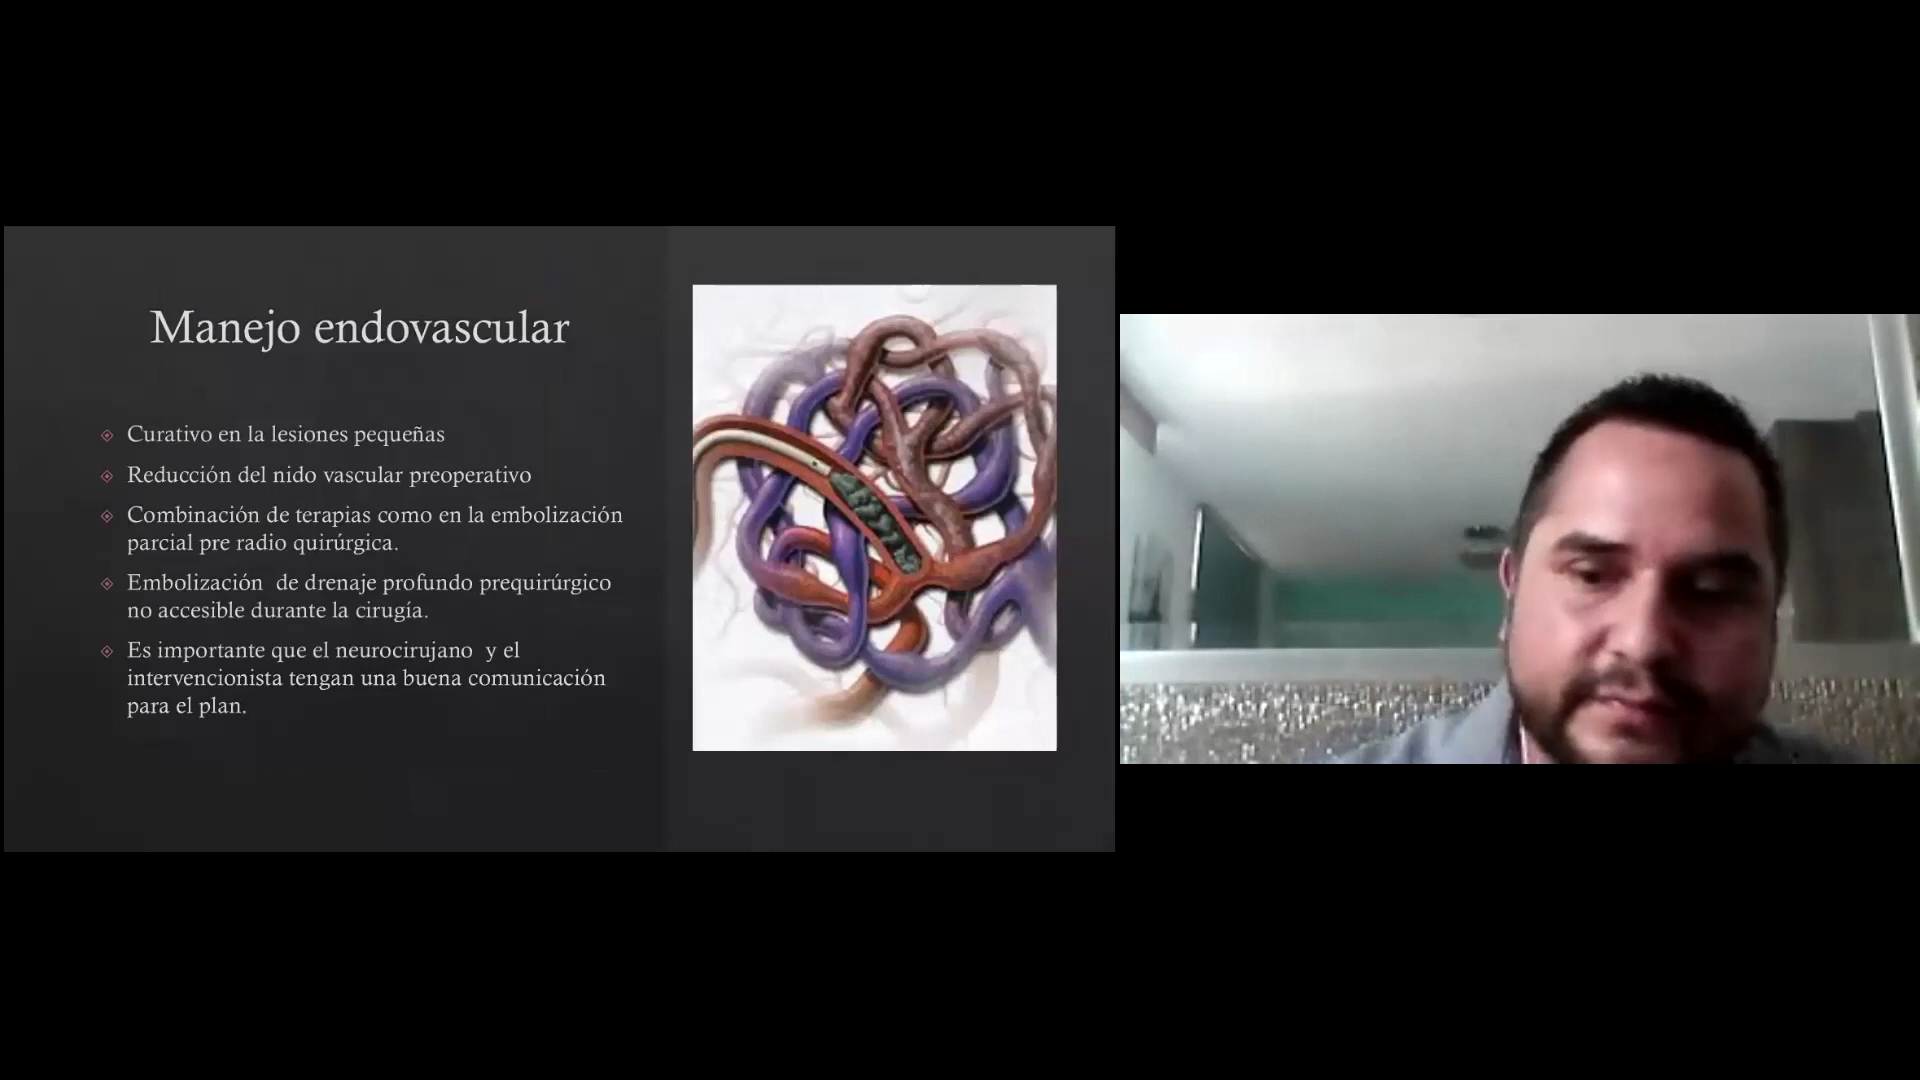 Manejo endovascular
Curativo en la lesiones pequeñas
Reducción del nido vascular preoperativo
Combinación de terapias como en la embolización
parcial pre radio quirúrgica.
Embolización  de drenaje profundo prequirúrgico
no accesible durante la cirugía.
Es importante que el neurocirujano  y el
intervencionista tengan una buena comunicación
para el plan.